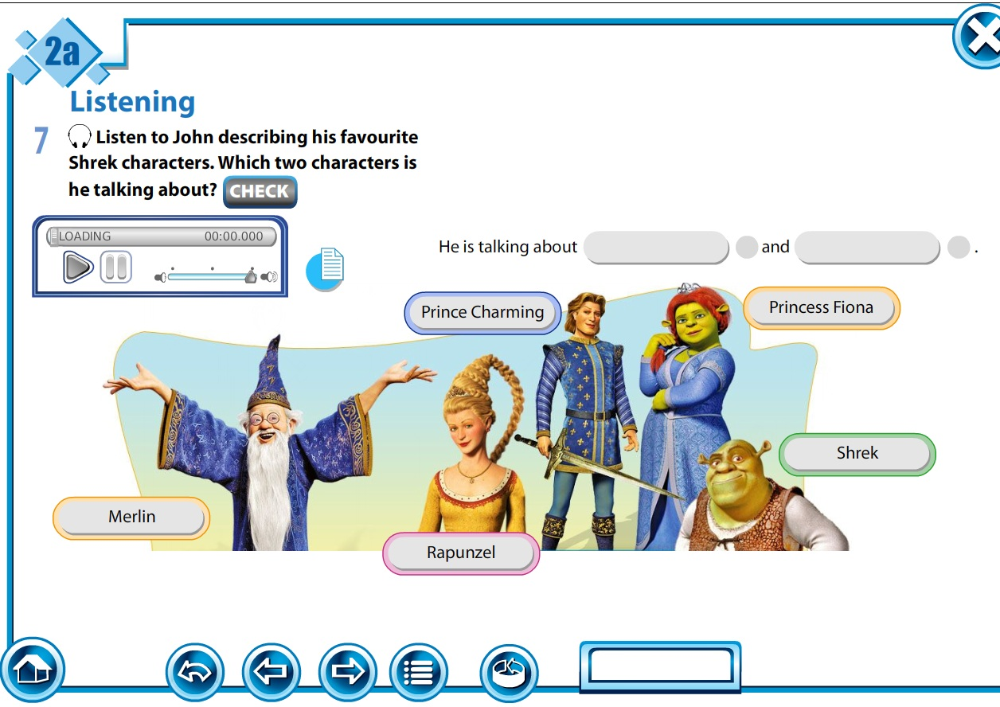 2a
Listening
7 Listen to John describing his favourite
Shrek characters. Which two characters is
he talking about? CHECK
LOADING 00:00.000
He is talking about and .
Prince Charming
Princess Fiona
Shrek
Merlin
Rapunzel